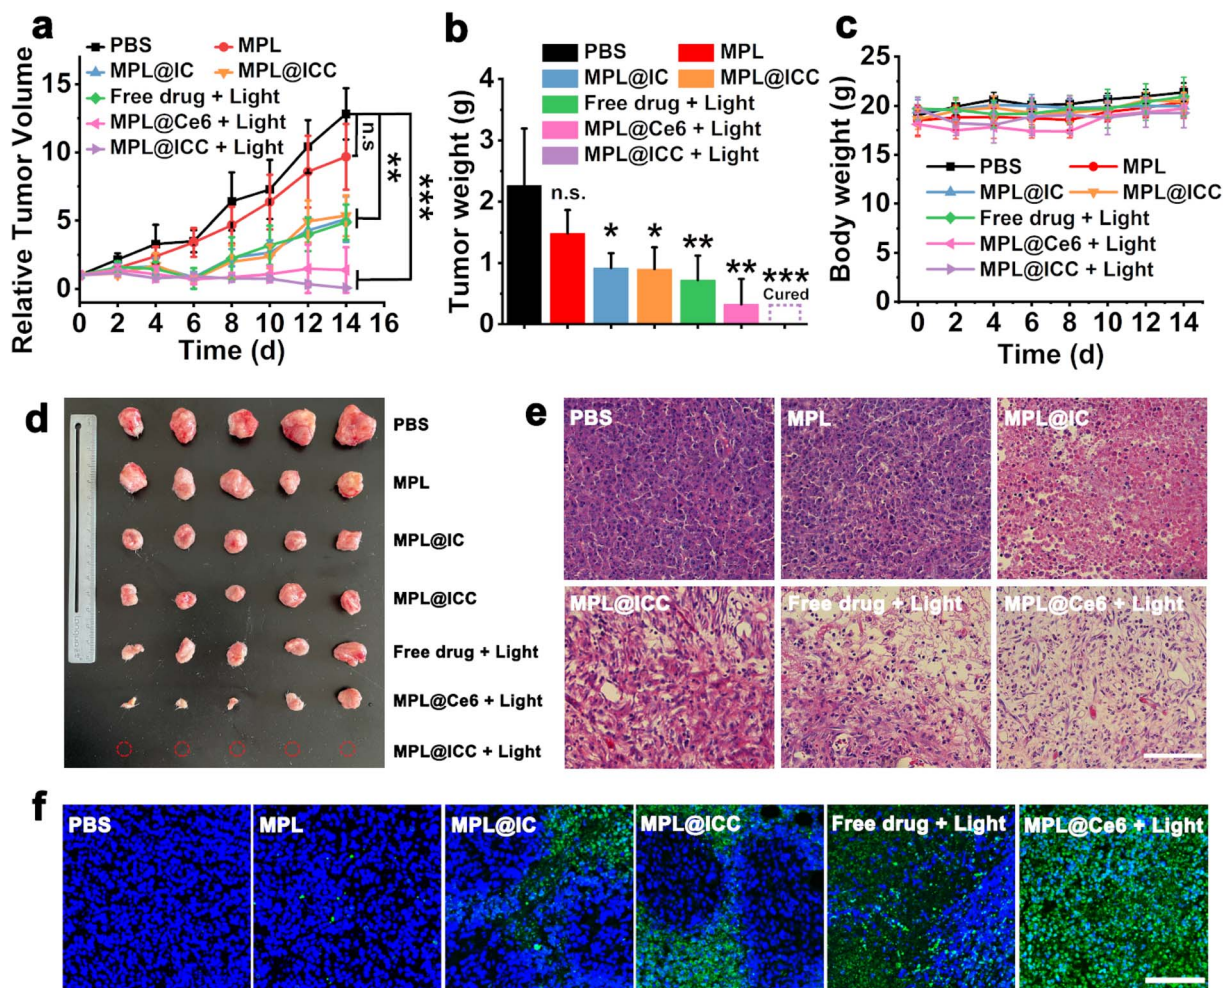 a
PBS
MPL
MPL@IC
MPL@ICC
Free drug + Light
MPL@Ce6 + Light
MPL@ICC + Light
n.s
**
***
Relative Tumor Volume
15
10
5
0
0 2 4 6 8 10 12 14 16
Time (d)
b
PBS
MPL
MPL@IC
MPL@ICC
Free drug + Light
MPL@Ce6 + Light
MPL@ICC + Light
Tumor weight (g)
4
3
2
1
0
n.s.
*
*
**
**
***
Cured
c
Body weight (g)
25
20
15
10
5
0
PBS
MPL
MPL@IC
MPL@ICC
Free drug + Light
MPL@Ce6 + Light
MPL@ICC + Light
0 2 4 6 8 10 12 14
Time (d)
d
PBS
MPL
MPL@IC
MPL@ICC
Free drug + Light
MPL@Ce6 + Light
MPL@ICC + Light
e
PBS
MPL
MPL@IC
MPL@ICC
Free drug + Light
MPL@Ce6 + Light
f
PBS
MPL
MPL@IC
MPL@ICC
Free drug + Light
MPL@Ce6 + Light